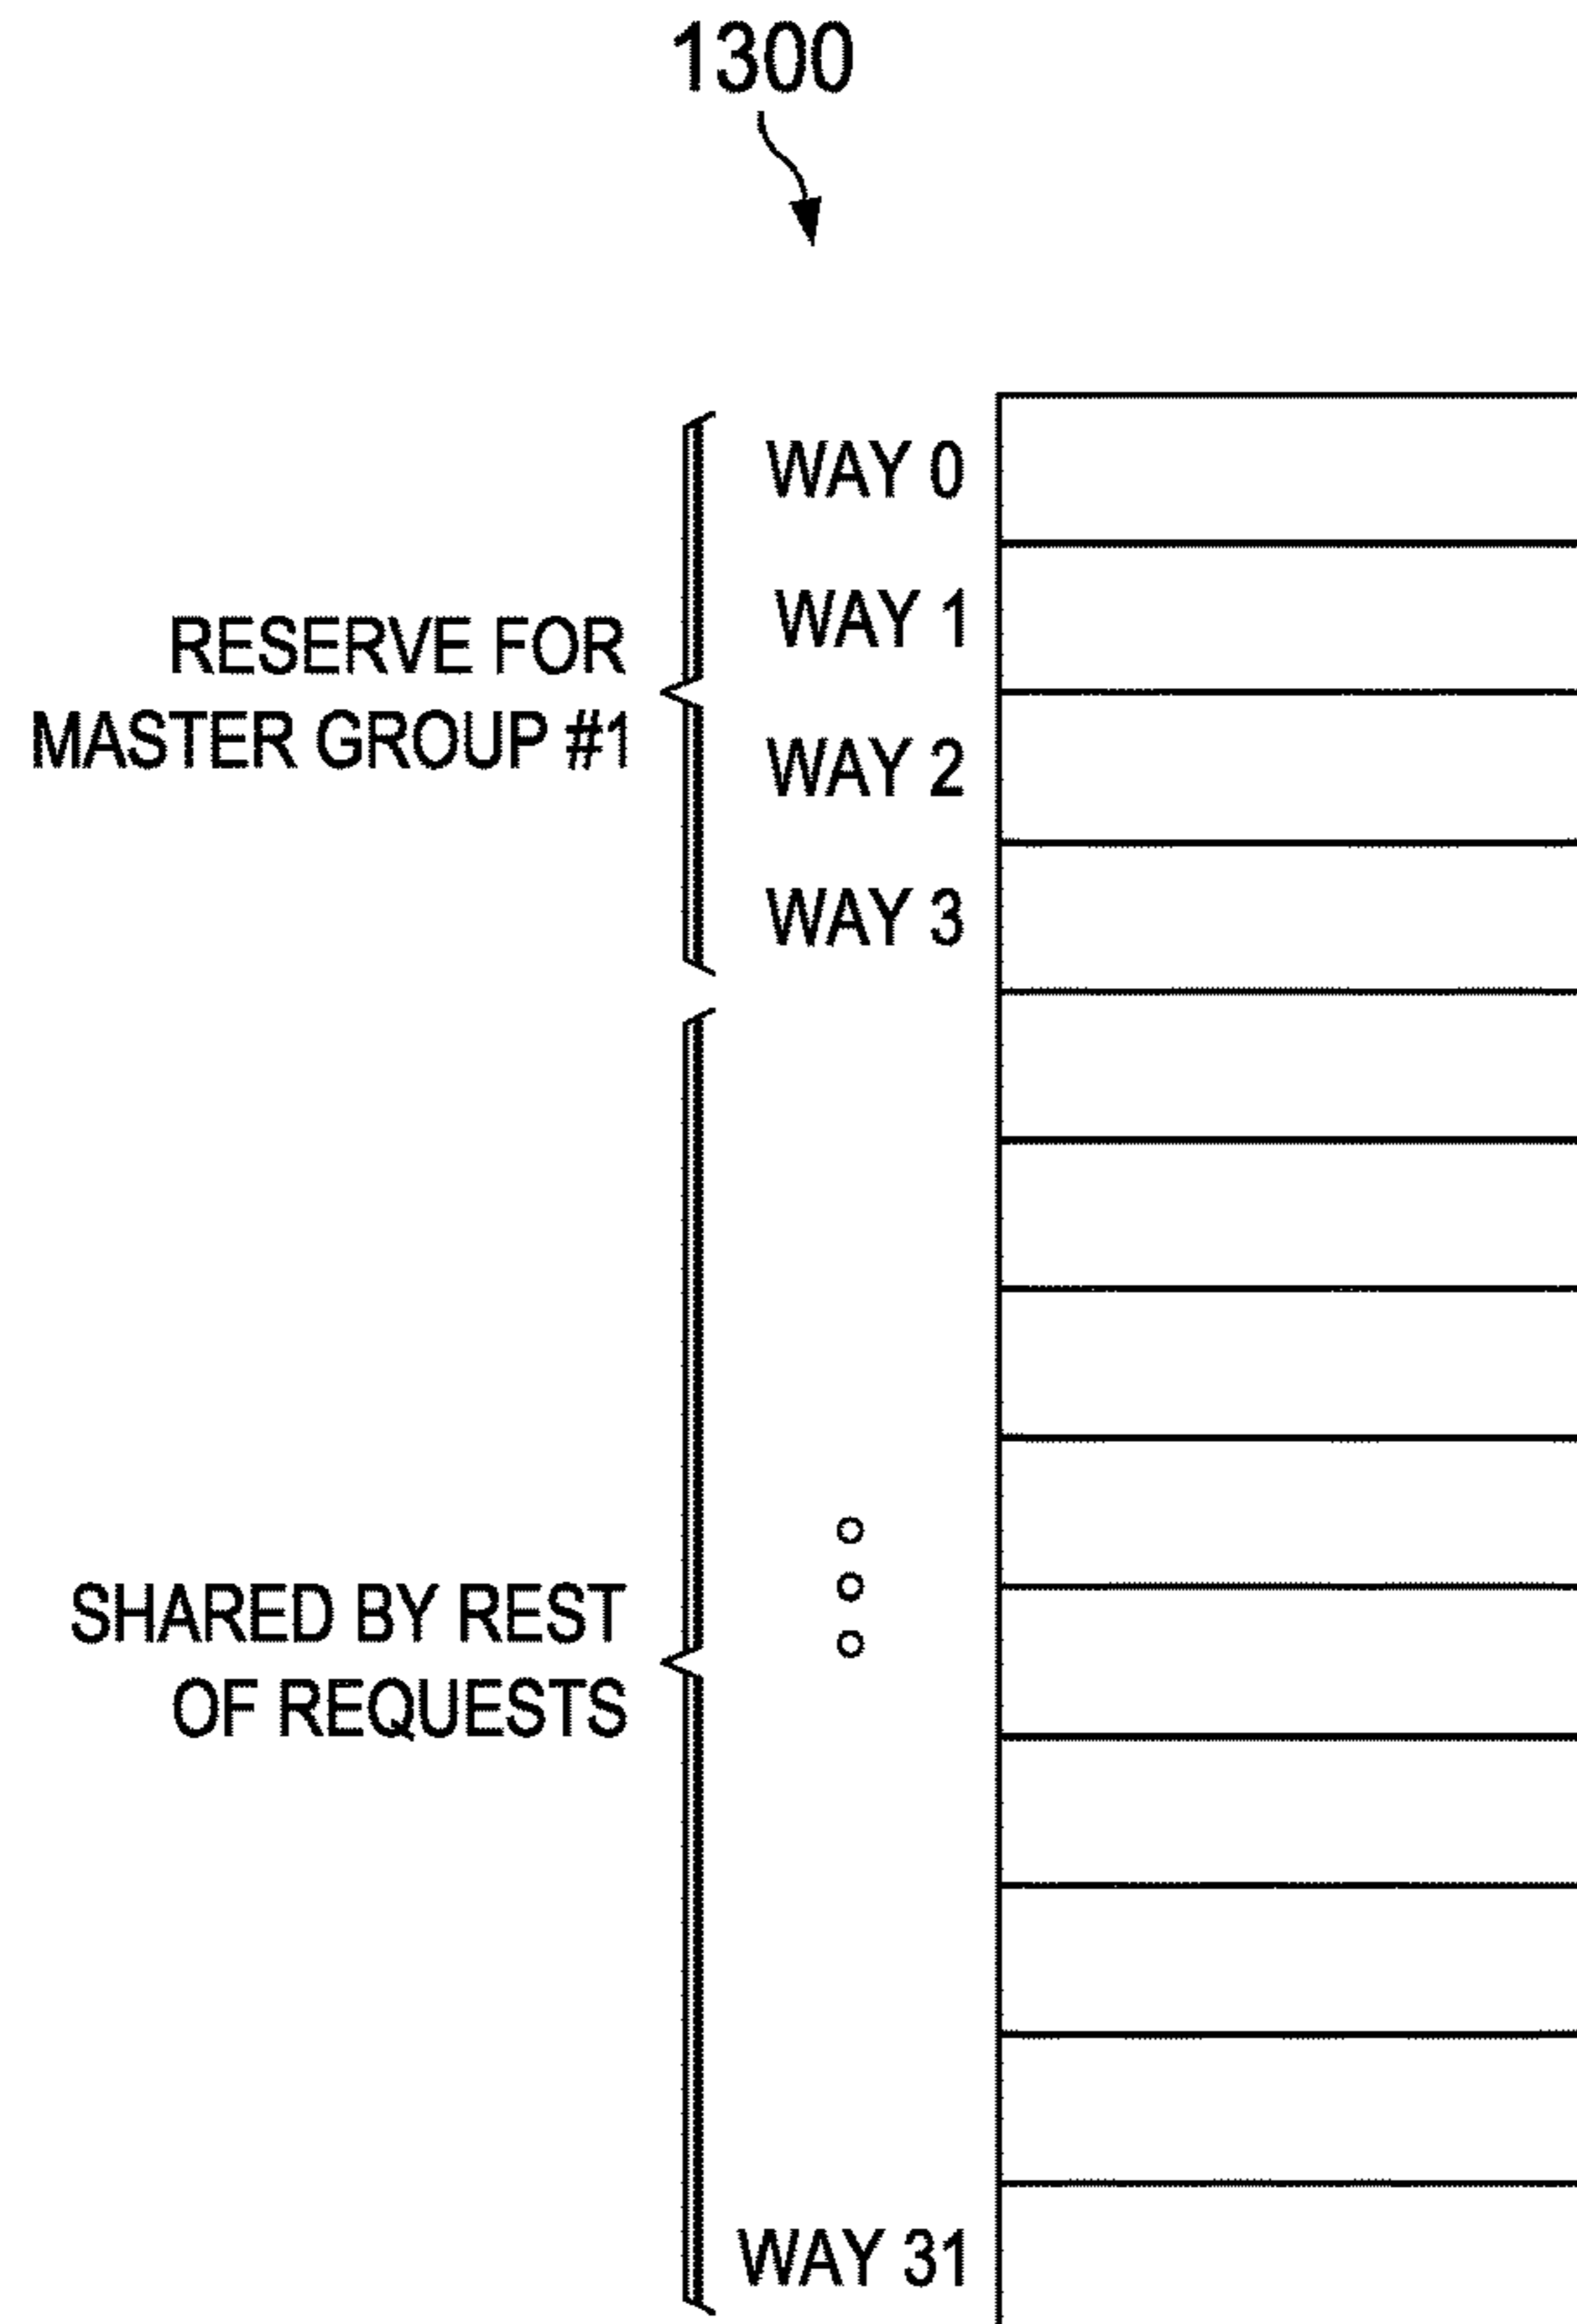 1300
WAY 0
WAY 1
RESERVE FOR
MASTER GROUP #1
WAY 2
WAY 3
SHARED BY REST
OF REQUESTS
WAY 31